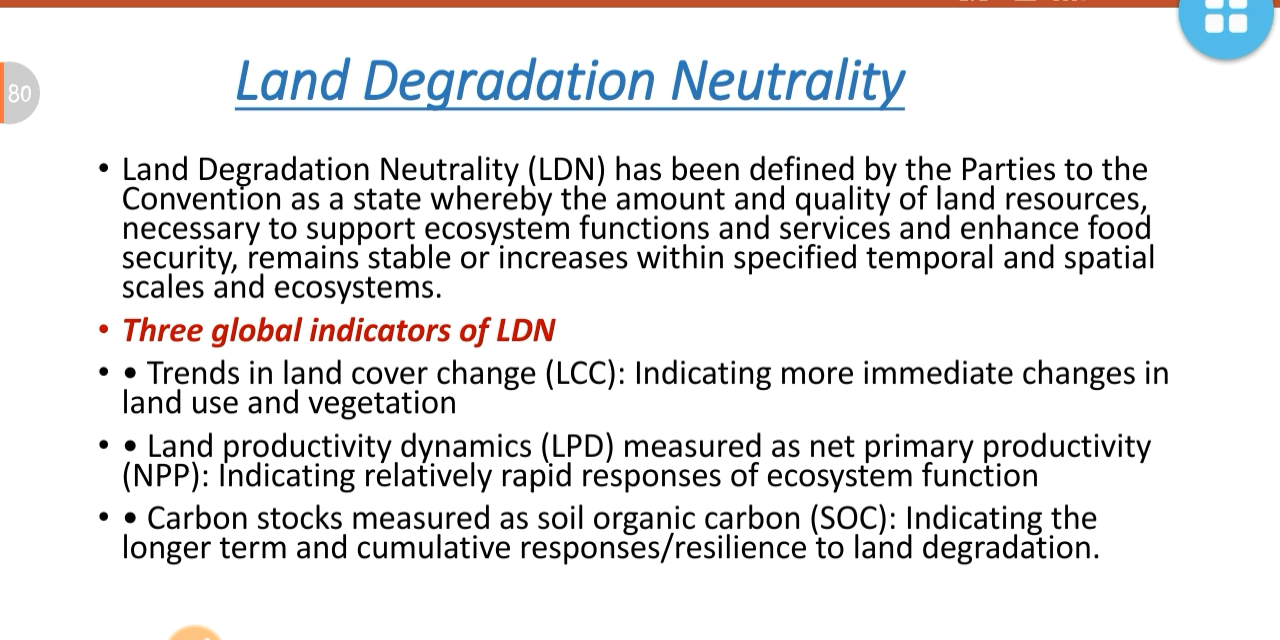 80
Land Degradation Neutrality
• Land Degradation Neutrality (LDN) has been defined by the Parties to the
Convention as a state whereby the amount and quality of land resources,
necessary to support ecosystem functions and services and enhance food
security, remains stable or increases within specified temporal and spatial
scales and ecosystems.
• Three global indicators of LDN
• • Trends in land cover change (LCC): Indicating more immediate changes in
land use and vegetation
• • Land productivity dynamics (LPD) measured as net primary productivity
(NPP): Indicating relatively rapid responses of ecosystem function
• • Carbon stocks measured as soil organic carbon (SOC): Indicating the
longer term and cumulative responses/resilience to land degradation.